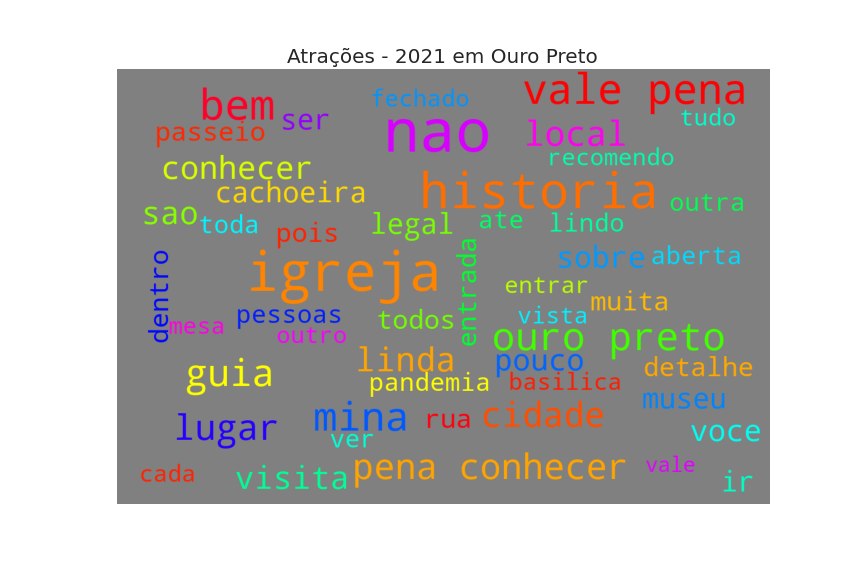 Atrações - 2021 em Ouro Preto
vale pena
bem
fechado
ser
nao
tudo
passeio
local
recomendo
conhecer
cachoeira
historia
outra
sao
toda
legal
ate
lindo
pois
igreja
entrada
sobre
aberta
dentro
entrar
muita
mesa
pessoas
todos
vista
outro
ouro preto
linda
pouco
detalhe
guia
pandemia
basilica
museu
lugar
mina
rua
cidade
voce
ver
cada
visita
pena conhecer
vale
ir